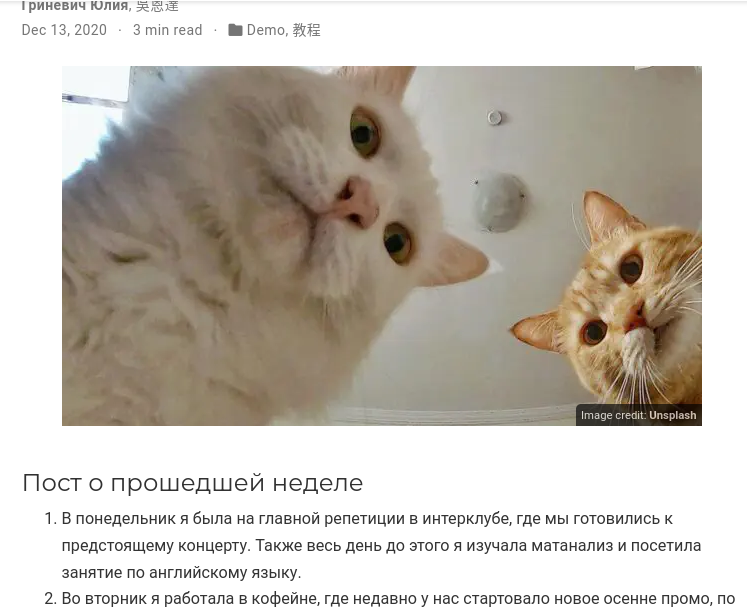 Гриневич Юлия, 吳恩達
Dec 13, 2020 · 3 min read · Demo, 教程
Image credit: Unsplash
Пост о прошедшей неделе
1. В понедельник я была на главной репетиции в интерклубе, где мы готовились к
предстоящему концерту. Также весь день до этого я изучала матанализ и посетила
занятие по английскому языку.
2. Во вторник я работала в кофейне, где недавно у нас стартовало новое осенне промо, по